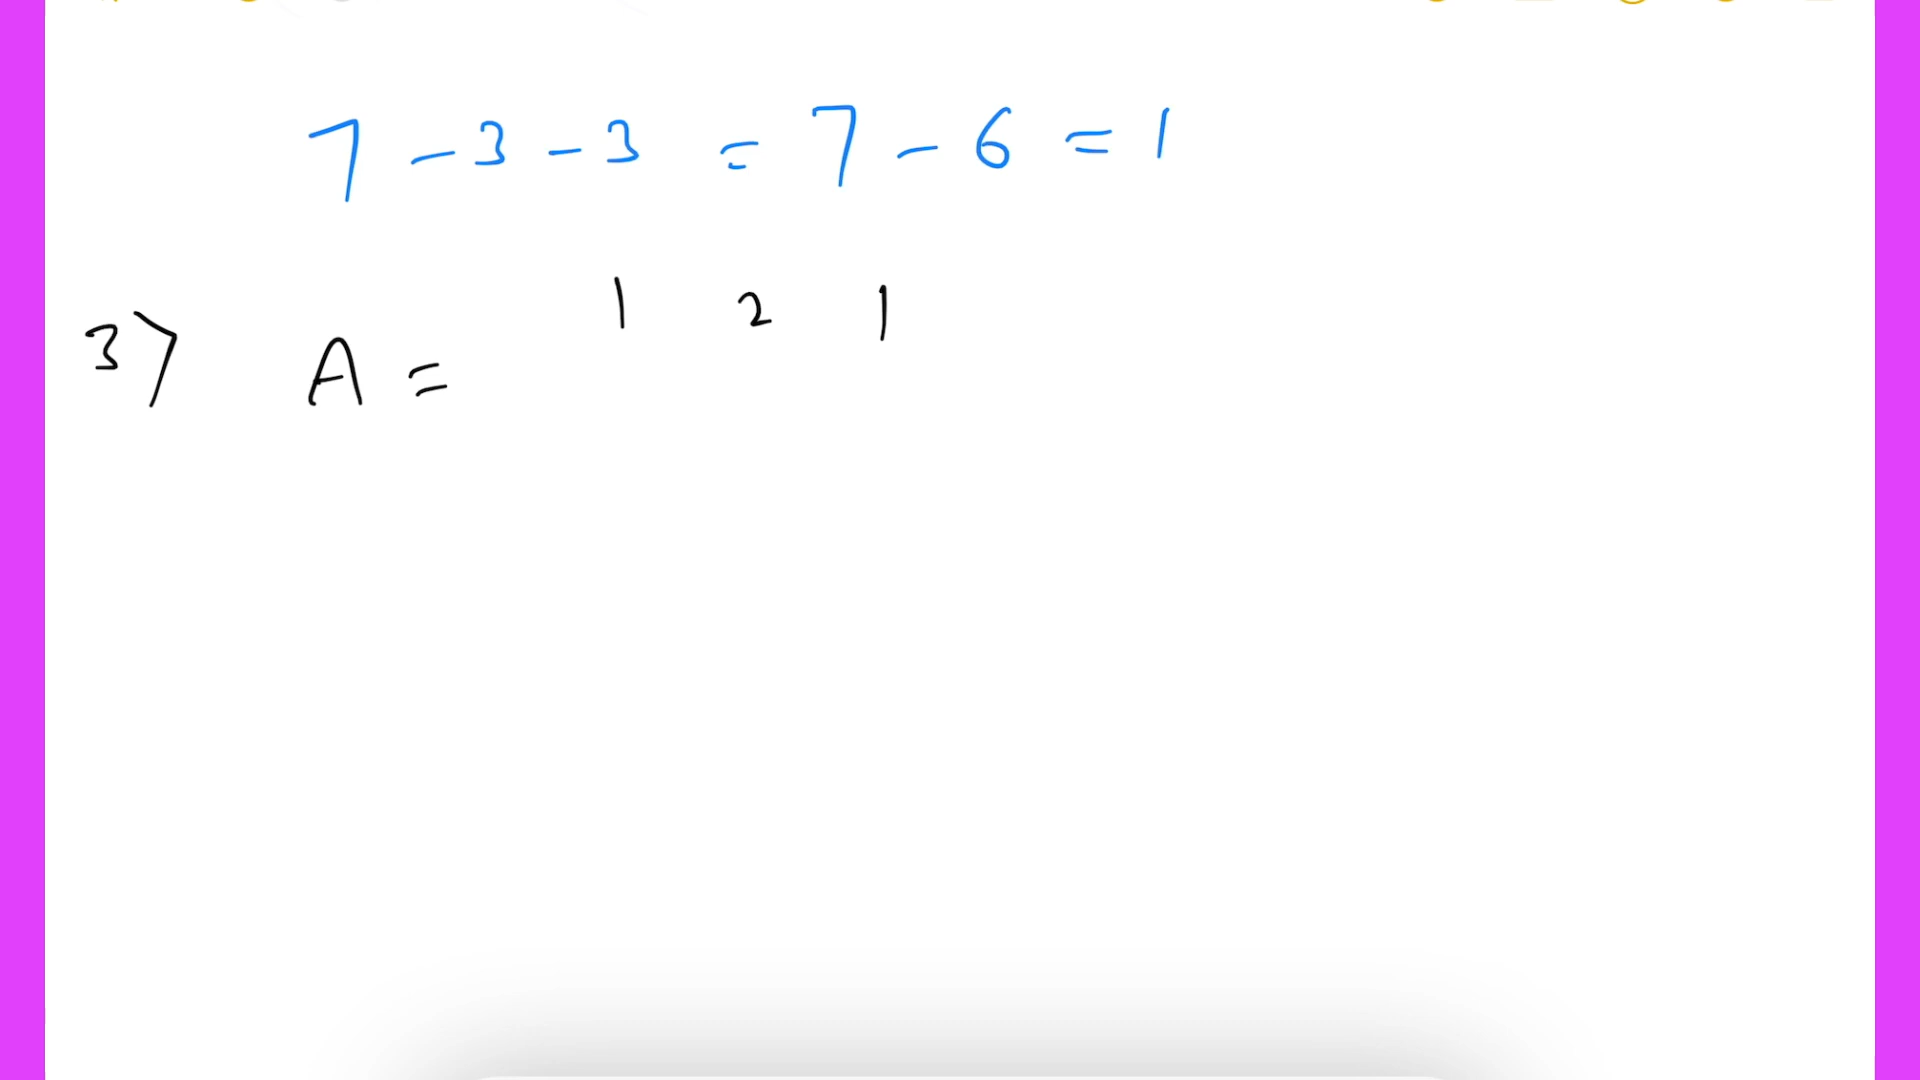 7 - 3 - 3 = 7 - 6 = 1
1 2 1
3) A =